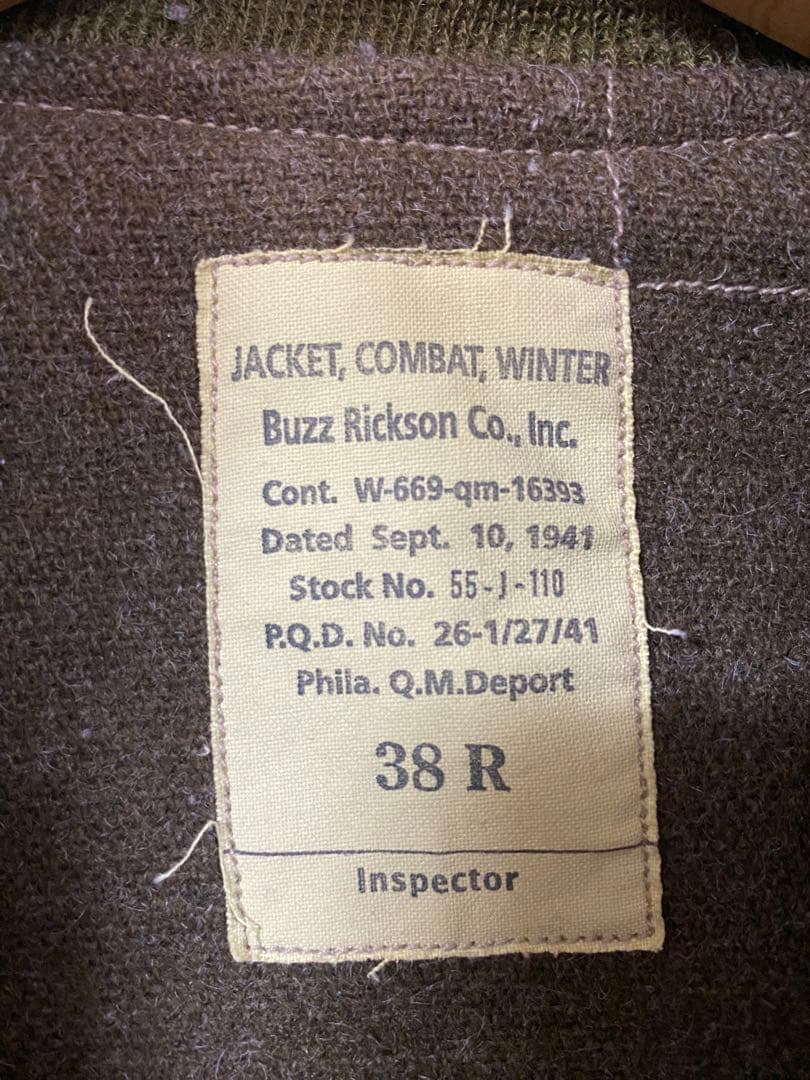 JACKET, COMBAT, WINTER
Buzz Rickson Co., Inc.
Cont. W-669-qm-16393
Dated Sept. 10, 1941
Stock No. 55-J-110
P.Q.D. No. 26-1/27/41
Phila. Q.M.Deport
38 R
Inspector